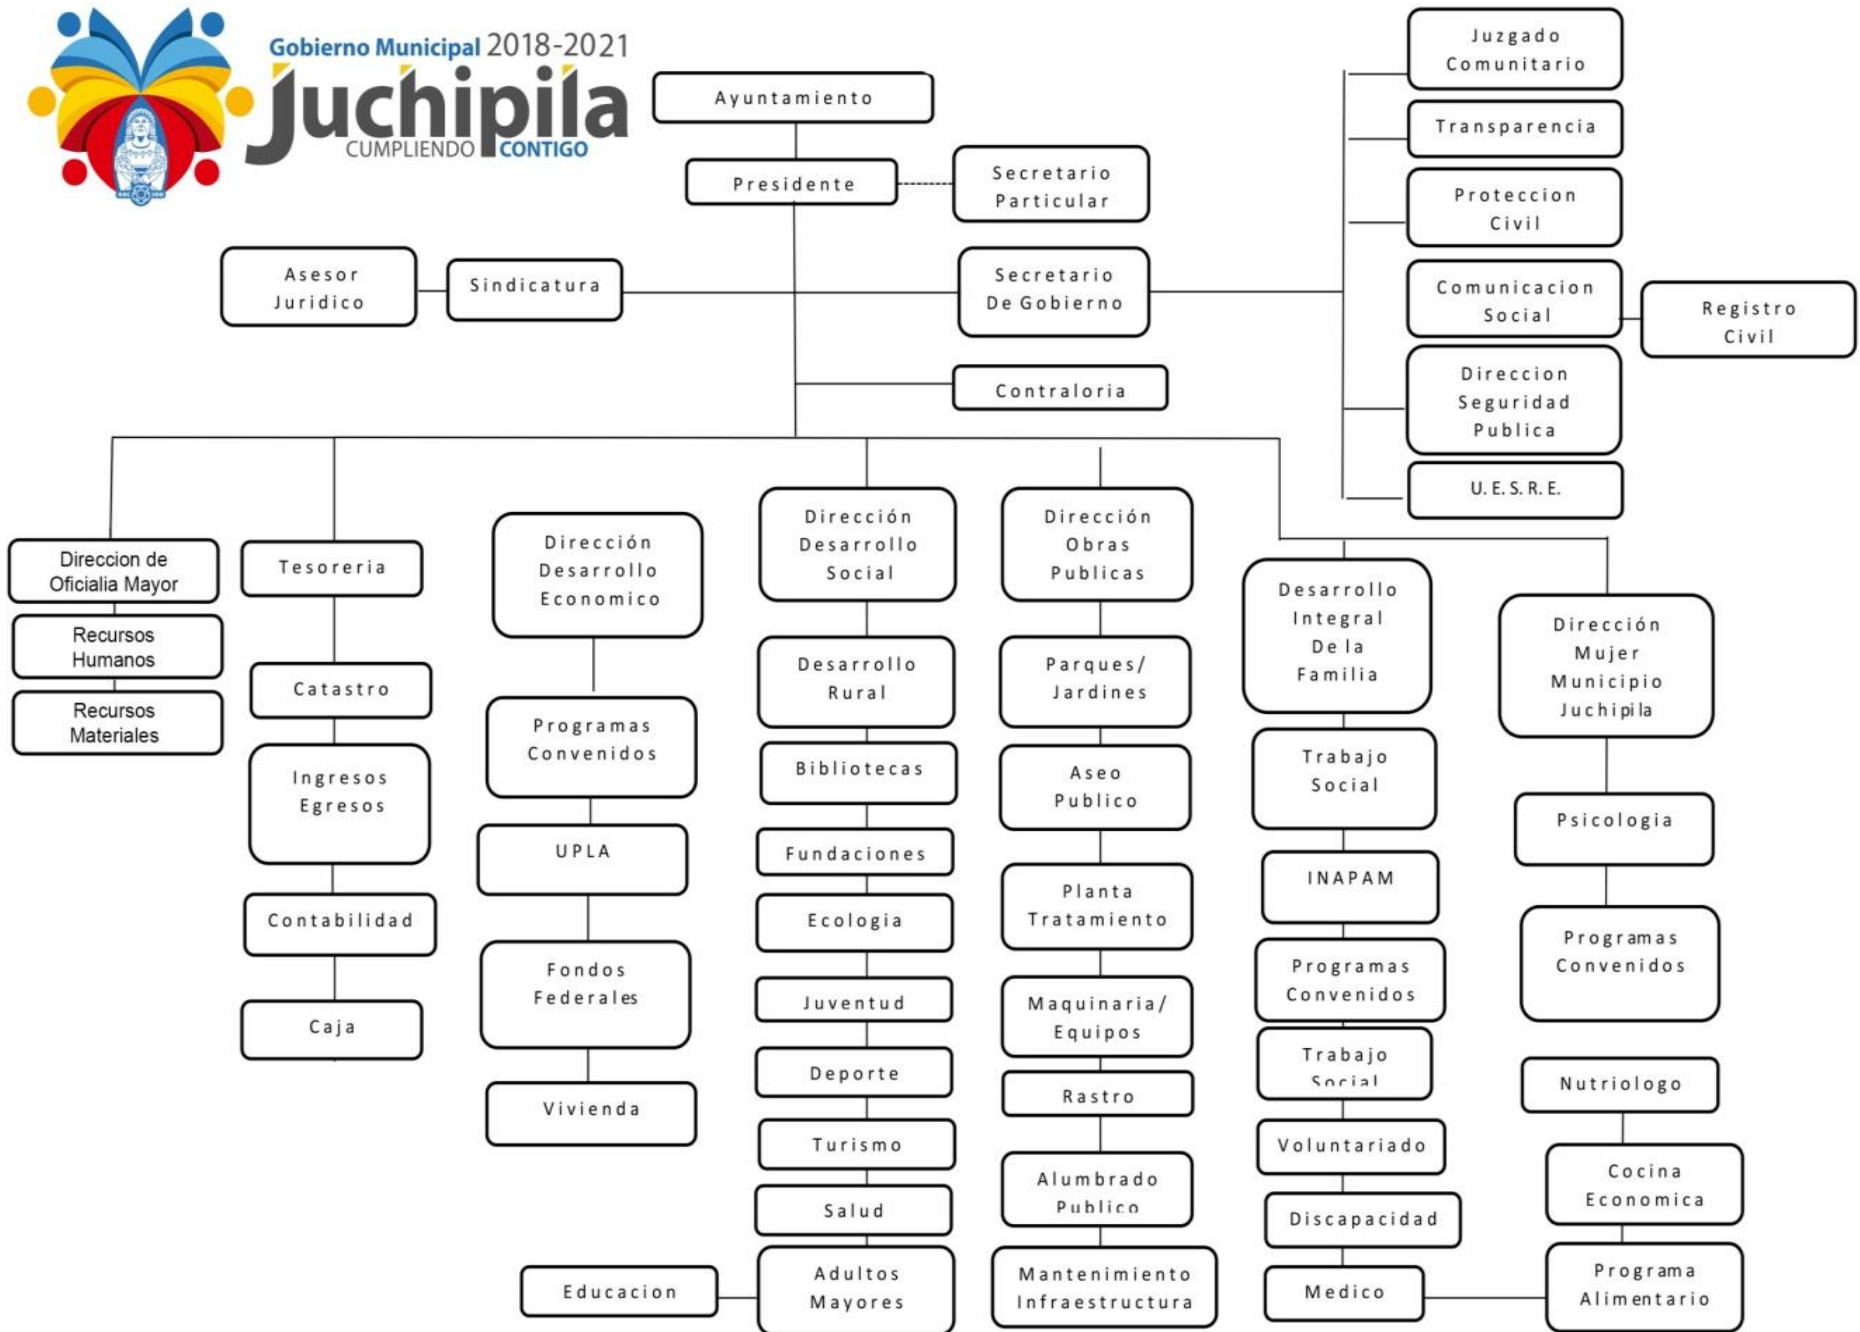 Gobierno Municipal 2018-2021
Juchipila
CUMPLIENDO CONTIGO
Ayuntamiento
Presidente
Secretario
Particular
Asesor
Juridico
Sindicatura
Secretario
De Gobierno
Contraloria
Juzgado
Comunitario
Transparencia
Proteccion
Civil
Comunicacion
Social
Registro
Civil
Direccion
Seguridad
Publica
U. E. S. R. E.
Direccion de
Oficialia Mayor
Recursos
Humanos
Recursos
Materiales
Tesoreria
Catastro
Ingresos
Egresos
Contabilidad
Caja
Dirección
Desarrollo
Economico
Programas
Convenidos
UPLA
Fondos
Federales
Vivienda
Dirección
Desarrollo
Social
Desarrollo
Rural
Bibliotecas
Fundaciones
Ecologia
Juventud
Deporte
Turismo
Salud
Adultos
Mayores
Educacion
Dirección
Obras
Publicas
Parques/
Jardines
Aseo
Publico
Planta
Tratamiento
Maquinaria/
Equipos
Rastro
Alumbrado
Publico
Mantenimiento
Infraestructura
Desarrollo
Integral
De la
Familia
Trabajo
Social
INAPAM
Programas
Convenidos
Trabajo
Social
Voluntariado
Discapacidad
Medico
Dirección
Mujer
Municipio
Juchipila
Psicologia
Programas
Convenidos
Nutriologo
Cocina
Economica
Programa
Alimentario